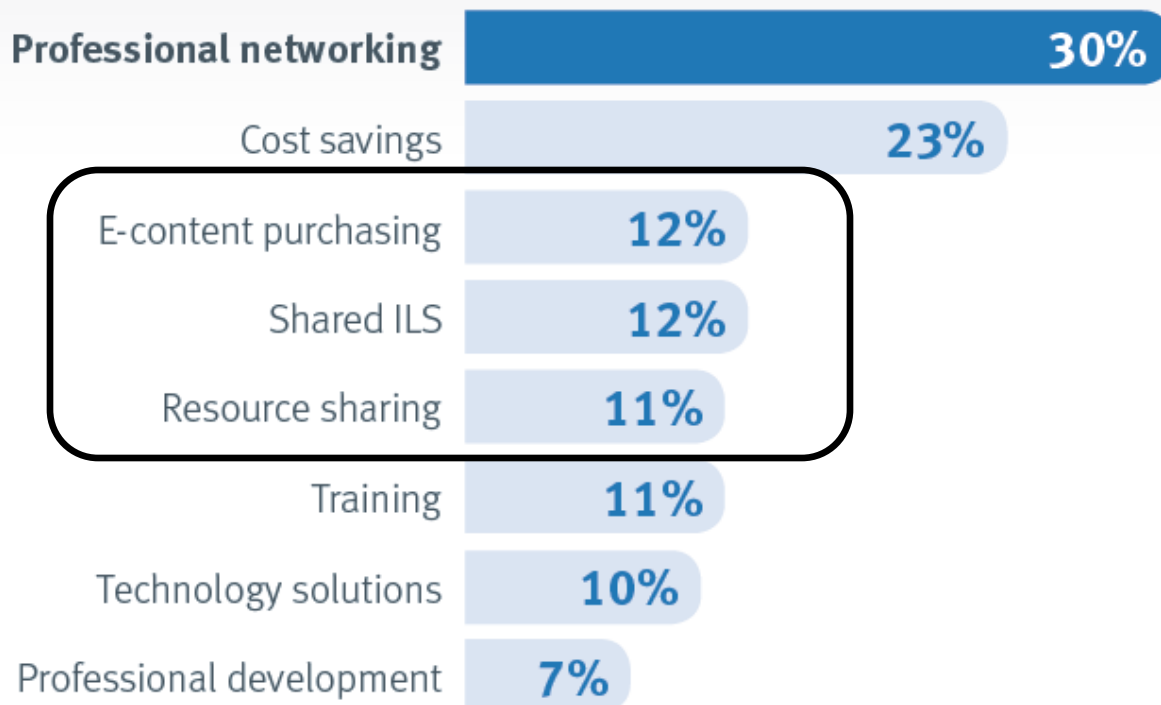 Professional networking 30%
Cost savings 23%
E-content purchasing 12%
Shared ILS 12%
Resource sharing 11%
Training 11%
Technology solutions 10%
Professional development 7%